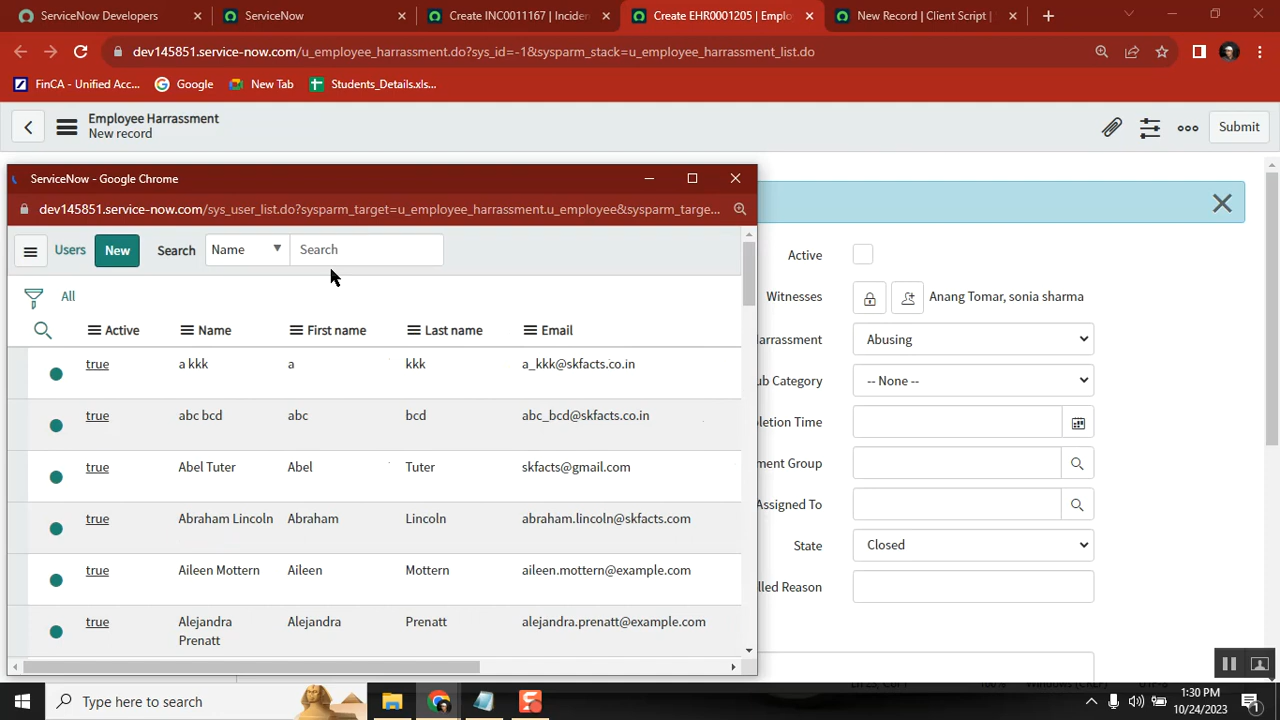 ServiceNow Developers
ServiceNow
Create INC0011167 | Inciden
Create EHR0001205 | Employ
New Record | Client Script |
dev145851.service-now.com/u_employee_harrassment.do?sys_id=-1&sysparm_stack=u_employee_harrassment_list.do
FinCA - Unified Acc...
Google
New Tab
Students_Details.xls...
Employee Harrassment
New record
Submit
ServiceNow - Google Chrome
dev145851.service-now.com/sys_user_list.do?sysparm_target=u_employee_harrassment.u_employee&sysparm_targe...
Users New Search Name Search
All
Active Name First name Last name Email
true a kkk a kkk a_kkk@skfacts.co.in
true abc bcd abc bcd abc_bcd@skfacts.co.in
true Abel Tuter Abel Tuter skfacts@gmail.com
true Abraham Lincoln Abraham Lincoln abraham.lincoln@skfacts.com
true Aileen Mottern Aileen Mottern aileen.mottern@example.com
true Alejandra Prenatt Alejandra Prenatt alejandra.prenatt@example.com
Active
Witnesses Anang Tomar, sonia sharma
Harrassment Abusing
ub Category -- None --
letion Time
ment Group
Assigned To
State Closed
lled Reason
100%
Type here to search
1:30 PM
10/24/2023
1